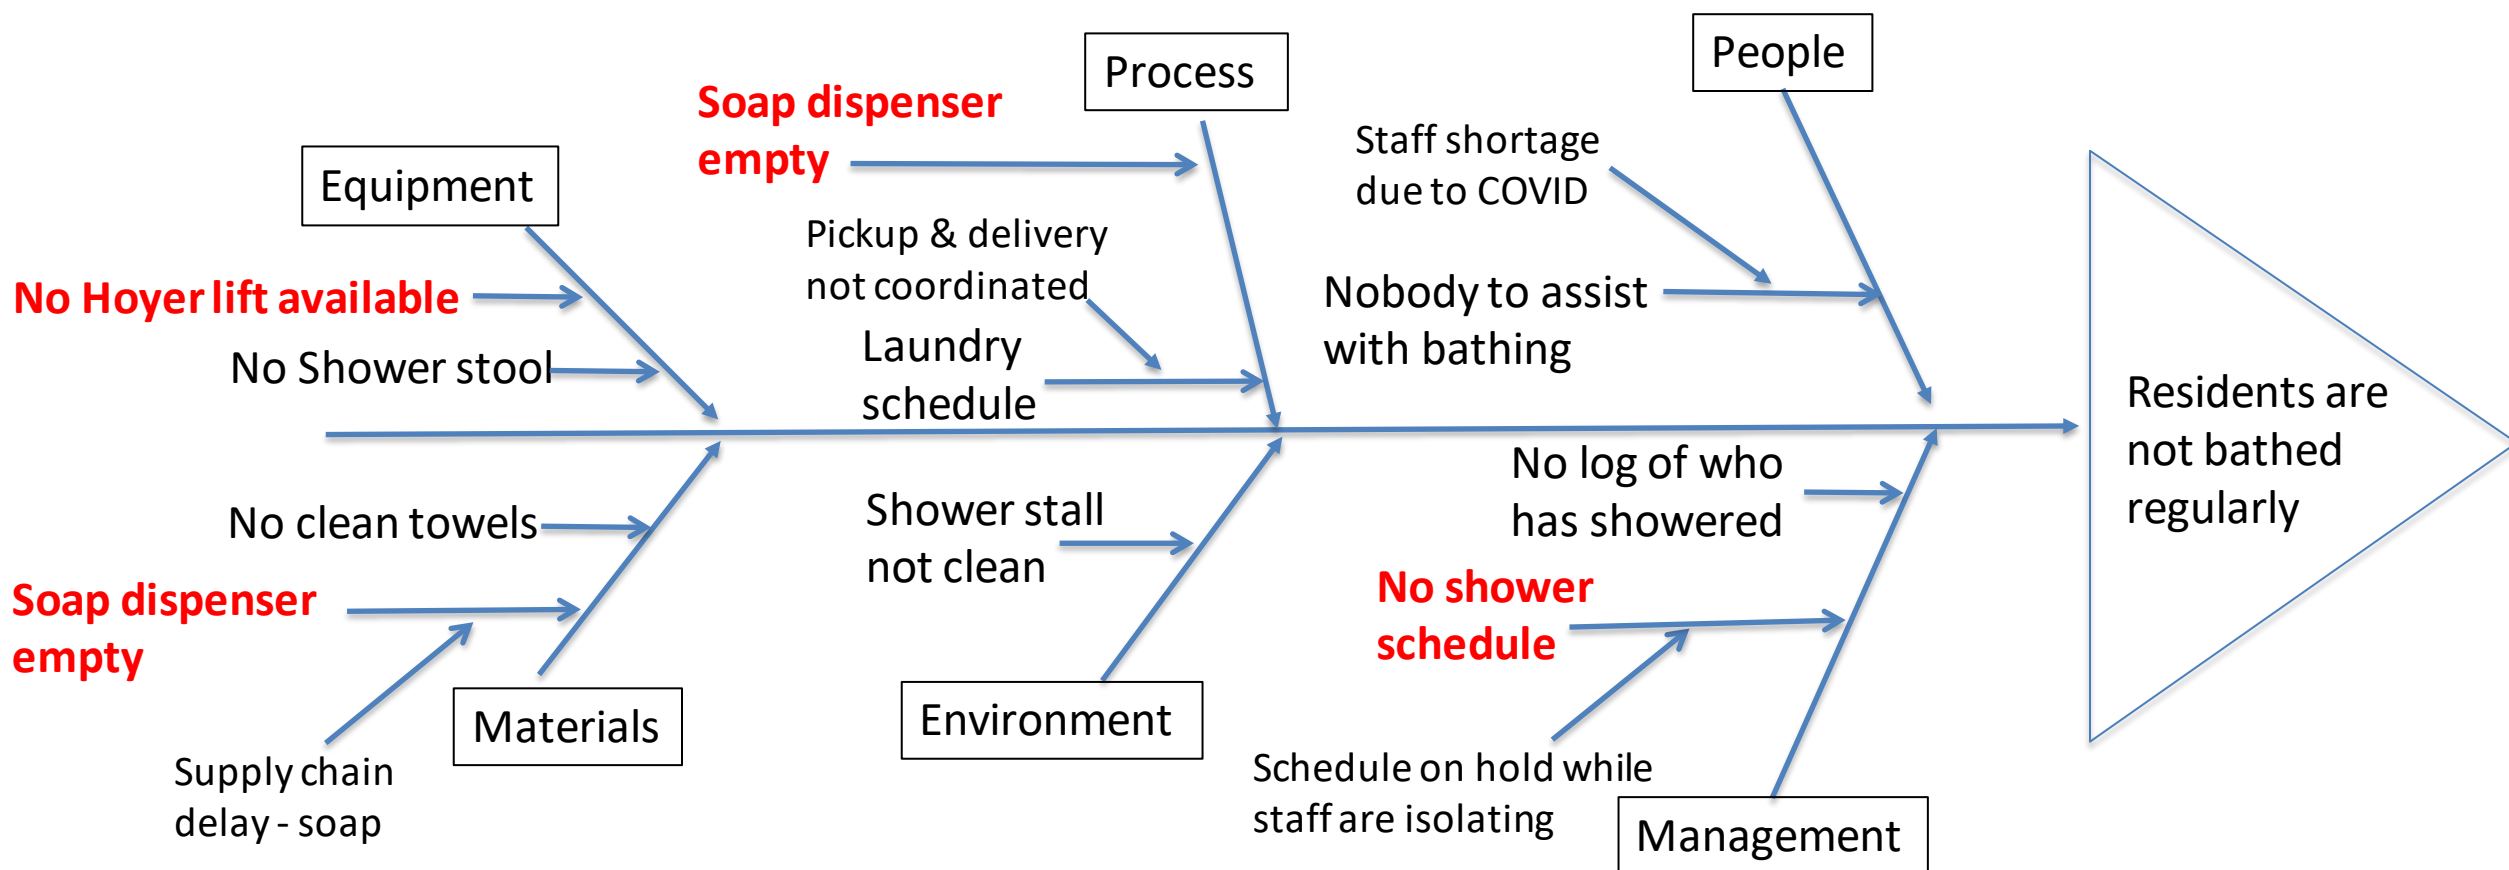 Equipment
No Hoyer lift available
No Shower stool
Soap dispenser
empty
Process
Pickup & delivery
not coordinated
Laundry
schedule
People
Staff shortage
due to COVID
Nobody to assist
with bathing
Residents are
not bathed
regularly
No clean towels
Soap dispenser
empty
Supply chain
delay - soap
Materials
Shower stall
not clean
Environment
No log of who
has showered
No shower
schedule
Schedule on hold while
staff are isolating
Management